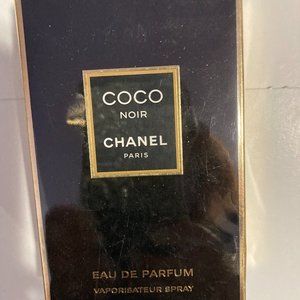 COCO
NOIR
CHANEL
PARIS
EAU DE PARFUM
VAPORISATEUR SPRAY